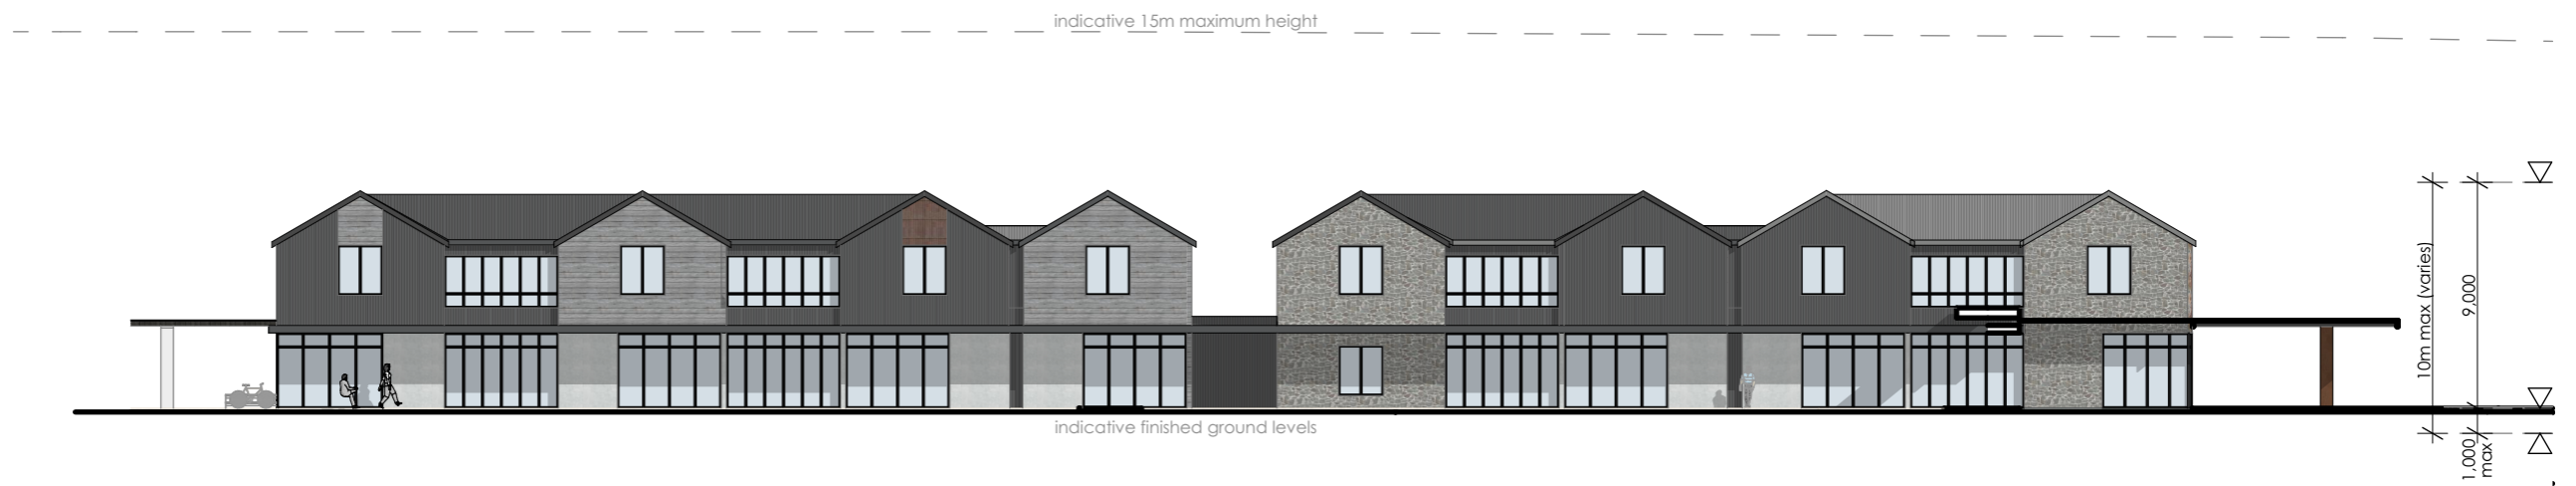 indicative 15m maximum height
10m max (varies)
9,000
indicative finished ground levels
1,000
max